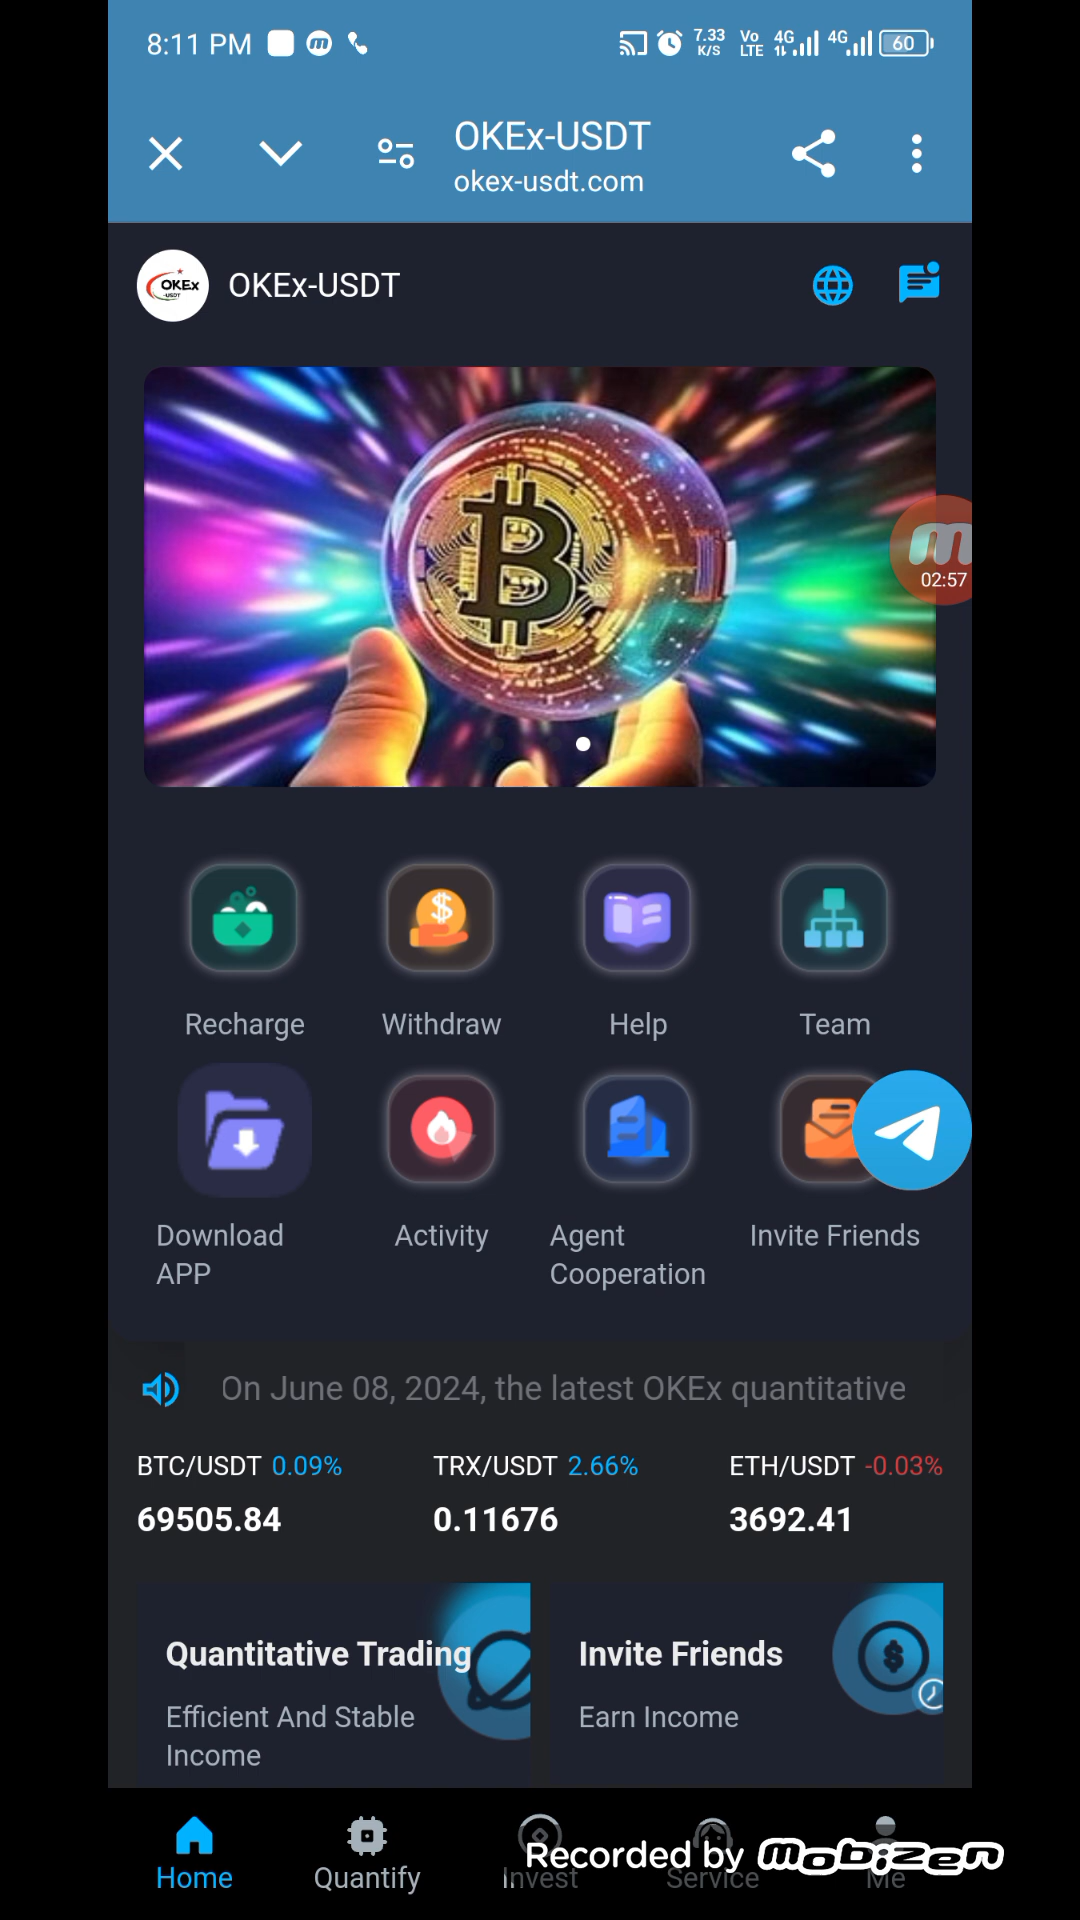 8:11 PM
7.33 K/S
Vo LTE
4G
4G
60
OKEx-USDT
okex-usdt.com
OKEx
-USDT
OKEx-USDT
m
02:57
Recharge
Withdraw
Help
Team
Download APP
Activity
Agent Cooperation
Invite Friends
On June 08, 2024, the latest OKEx quantitative
BTC/USDT 0.09%
TRX/USDT 2.66%
ETH/USDT -0.03%
69505.84
0.11676
3692.41
Quantitative Trading
Efficient And Stable
Income
Invite Friends
Earn Income
Recorded by mobizen
Home
Quantify
Invest
Service
Me